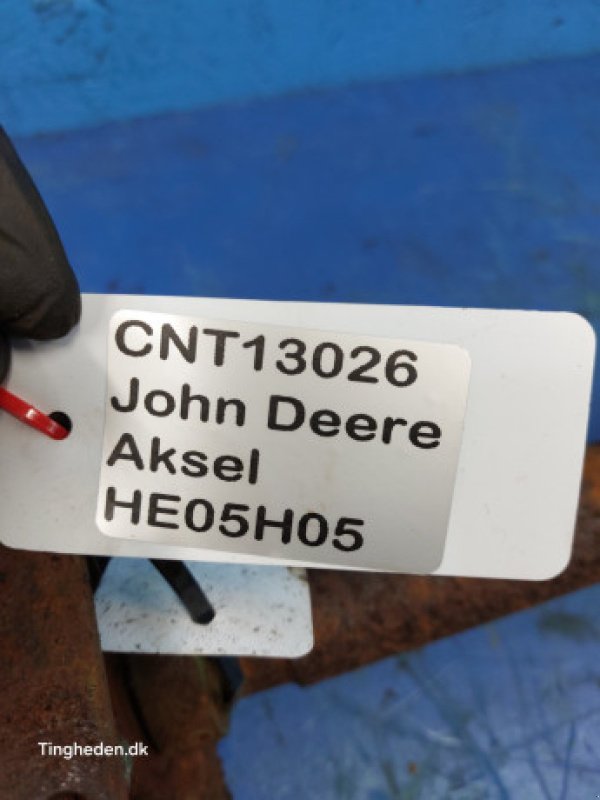 CNT13026
John Deere
Aksel
HE05H05
Tingheden.dk